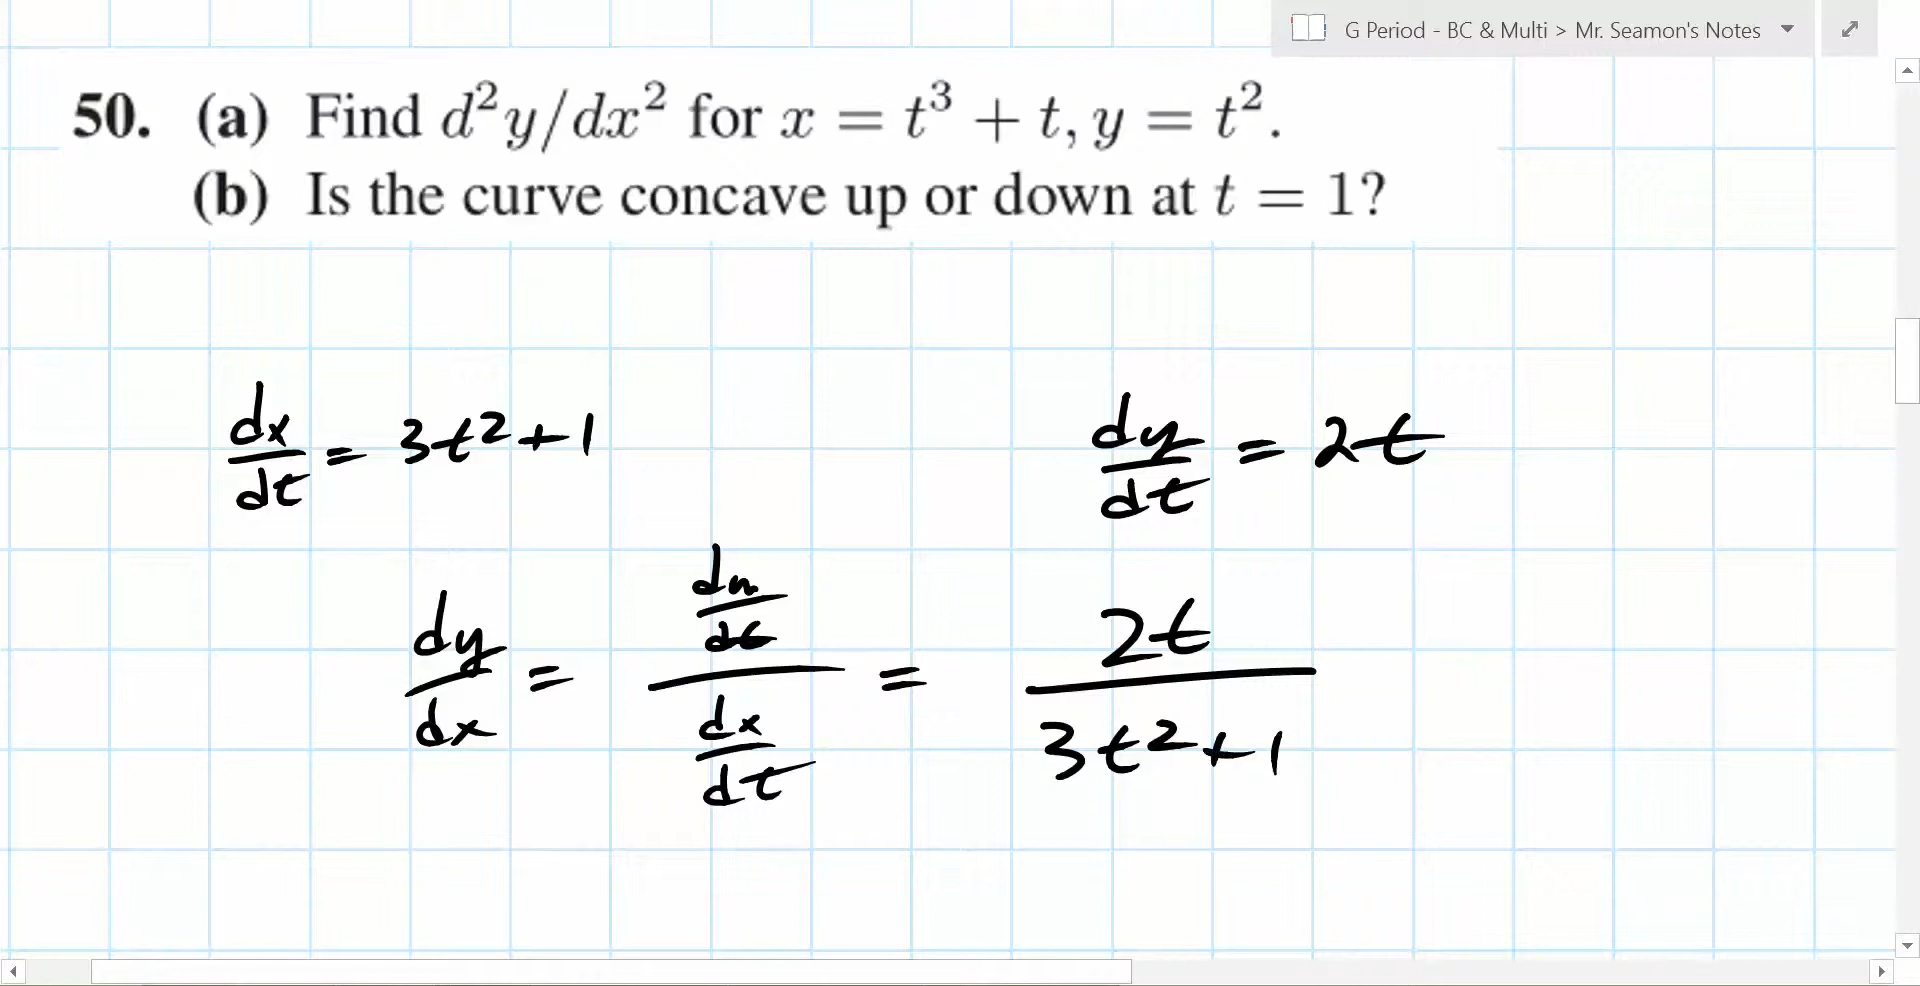 G Period - BC & Multi > Mr. Seamon's Notes
50. (a) Find d²y/dx² for x = t³ + t, y = t².
(b) Is the curve concave up or down at t = 1?
dx/dt = 3t² + 1
dy/dt = 2t
dy/dx = (dy/dt)/(dx/dt) = 2t/(3t² + 1)